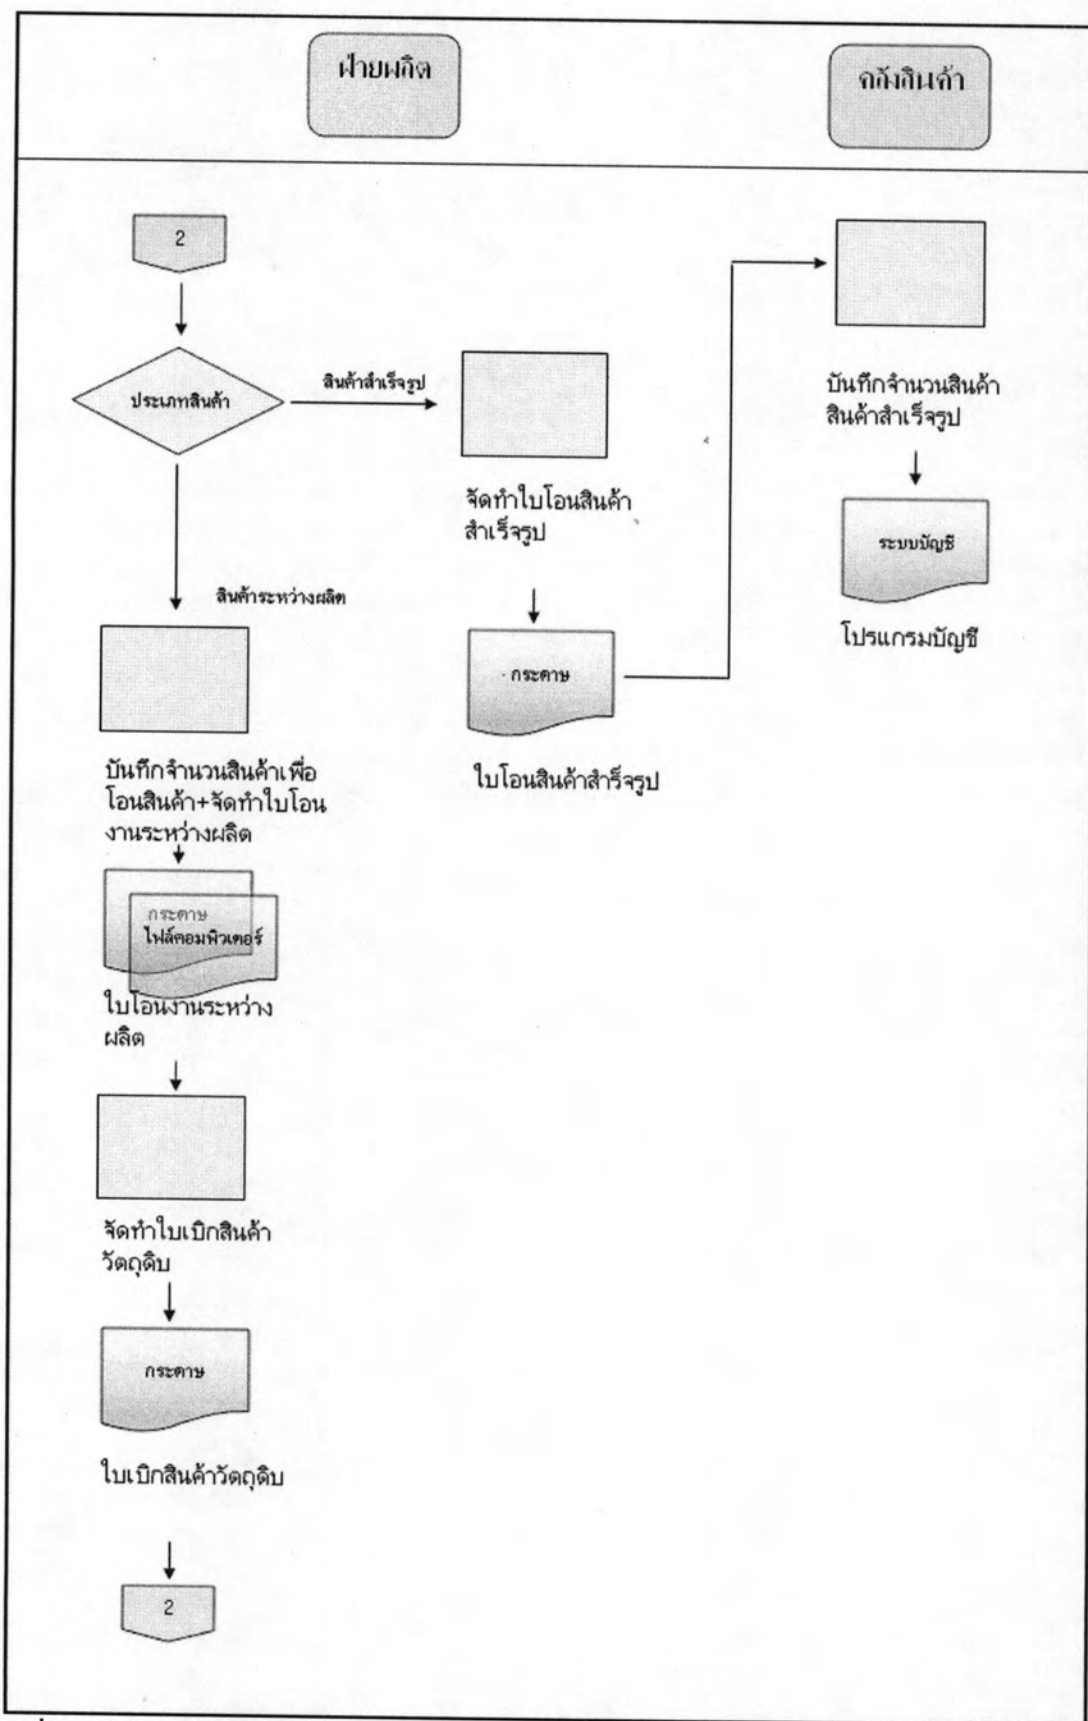 ฝ่ายผลิต
คลังสินค้า
2
ประเภทสินค้า
สินค้าสำเร็จรูป
สินค้าระหว่างผลิต
บันทึกจำนวนสินค้าเพื่อ
โอนสินค้า+จัดทำใบโอน
งานระหว่างผลิต
กระดาษ
ไฟล์คอมพิวเตอร์
ใบโอนงานระหว่าง
ผลิต
จัดทำใบเบิกสินค้า
วัตถุดิบ
กระดาษ
ใบเบิกสินค้าวัตถุดิบ
2
จัดทำใบโอนสินค้า
สำเร็จรูป
กระดาษ
ใบโอนสินค้าสำร็จรูป
บันทึกจำนวนสินค้า
สินค้าสำเร็จรูป
ระบบบัญชี
โปรแกรมบัญชี